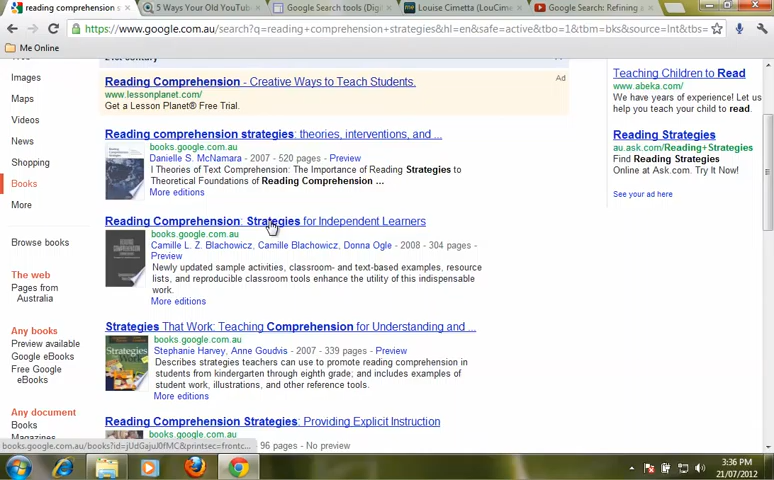 reading comprehension s
5 Ways Your Old YouTub
Google Search tools (Digi
Louise Cimetta (LouCime
Google Search: Refining a
https://www.google.com.au/search?q=reading+comprehension+strategies&hl=en&safe=active&tbo=1&tbm=bks&source=lnt&tbs=
Me Online
Images
Maps
Videos
News
Shopping
Books
More
Browse books
The web
Pages from
Australia
Any books
Preview available
Google eBooks
Free Google
eBooks
Any document
Books
Magazines
21st century
Reading Comprehension - Creative Ways to Teach Students.
Ad
www.lessonplanet.com/
Get a Lesson Planet® Free Trial.
Reading comprehension strategies: theories, interventions, and ...
books.google.com.au
Danielle S. McNamara - 2007 - 520 pages - Preview
I Theories of Text Comprehension: The Importance of Reading Strategies to
Theoretical Foundations of Reading Comprehension ...
More editions
Reading Comprehension: Strategies for Independent Learners
books.google.com.au
Camille L. Z. Blachowicz, Camille Blachowicz, Donna Ogle - 2008 - 304 pages -
Preview
Newly updated sample activities, classroom- and text-based examples, resource
lists, and reproducible classroom tools enhance the utility of this indispensable
work.
More editions
Strategies That Work: Teaching Comprehension for Understanding and ...
books.google.com.au
Stephanie Harvey, Anne Goudvis - 2007 - 339 pages - Preview
Describes strategies teachers can use to promote reading comprehension in
students from kindergarten through eighth grade; and includes examples of
student work, illustrations, and other reference tools.
More editions
Reading Comprehension Strategies: Providing Explicit Instruction
books.google.com.au
96 pages - No preview
Teaching Children to Read
www.abeka.com/
We have years of experience! Let us
help you teach your child to read.
Reading Strategies
au.ask.com/Reading+Strategies
Find Reading Strategies
Online at Ask.com. Try It Now!
See your ad here
books.google.com.au/books?id=jUdGajuJ0fMC&printsec=frontc...
3:36 PM
21/07/2012